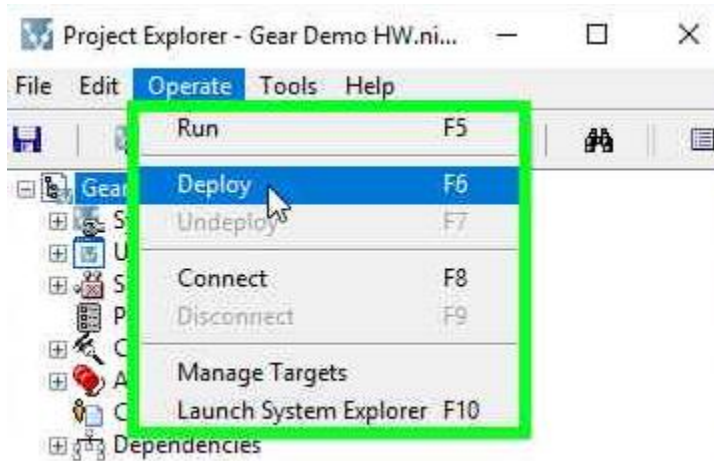 Project Explorer - Gear Demo HW.ni...
File Edit Operate Tools Help
Run F5
Gear
Deploy F6
S
Undeploy F7
U
S
Connect F8
P
Disconnect F9
C
A
Manage Targets
C
Launch System Explorer F10
Dependencies